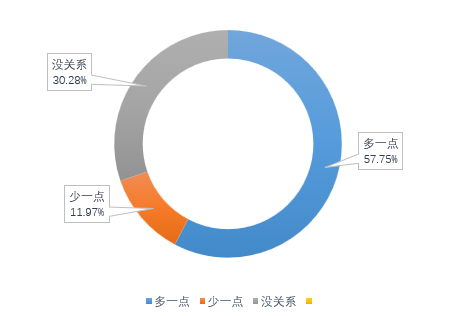 没关系
30.28%
多一点
57.75%
少一点
11.97%
多一点 少一点 没关系